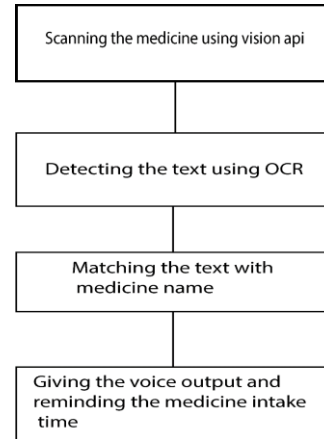 Scanning the medicine using vision api
Detecting the text using OCR
Matching the text with
medicine name
Giving the voice output and
reminding the medicine intake
time